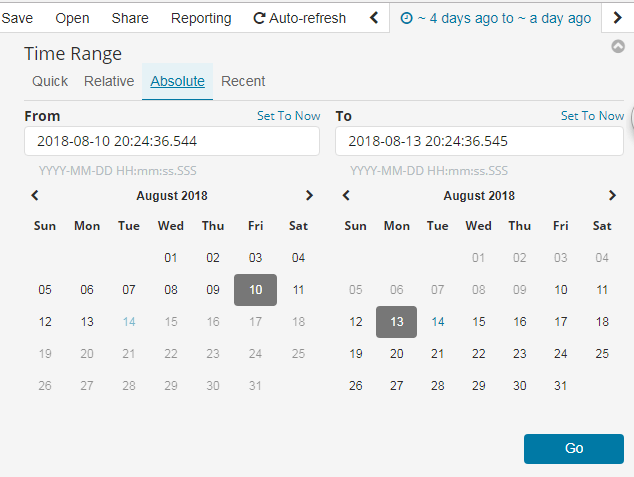 Save Open Share Reporting Auto-refresh ~ 4 days ago to ~ a day ago
Time Range
Quick Relative Absolute Recent
From Set To Now To Set To Now
2018-08-10 20:24:36.544 2018-08-13 20:24:36.545
YYYY-MM-DD HH:mm:ss.SSS YYYY-MM-DD HH:mm:ss.SSS
August 2018 August 2018
Sun Mon Tue Wed Thu Fri Sat Sun Mon Tue Wed Thu Fri Sat
01 02 03 04 01 02 03 04
05 06 07 08 09 10 11 05 06 07 08 09 10 11
12 13 14 15 16 17 18 12 13 14 15 16 17 18
19 20 21 22 23 24 25 19 20 21 22 23 24 25
26 27 28 29 30 31 26 27 28 29 30 31
Go